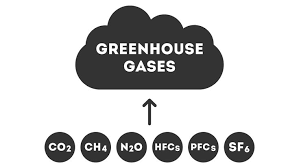 GREENHOUSE
GASES
CO₂ CH₄ N₂O HFCs PFCs SF₆